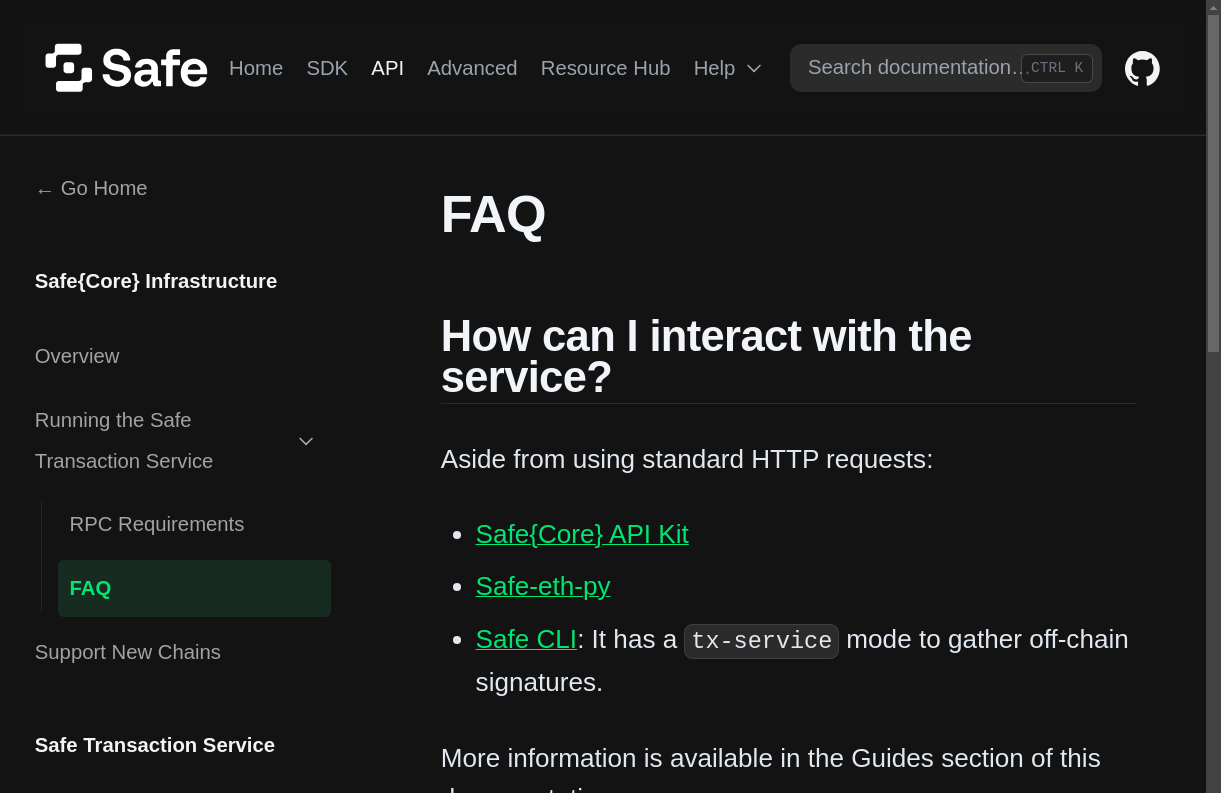 Safe
Home SDK API Advanced Resource Hub Help
Search documentation… CTRL K
← Go Home
Safe{Core} Infrastructure
Overview
Running the Safe
Transaction Service
RPC Requirements
FAQ
Support New Chains
Safe Transaction Service
FAQ
How can I interact with the
service?
Aside from using standard HTTP requests:
• Safe{Core} API Kit
• Safe-eth-py
• Safe CLI: It has a tx-service mode to gather off-chain
signatures.
More information is available in the Guides section of this